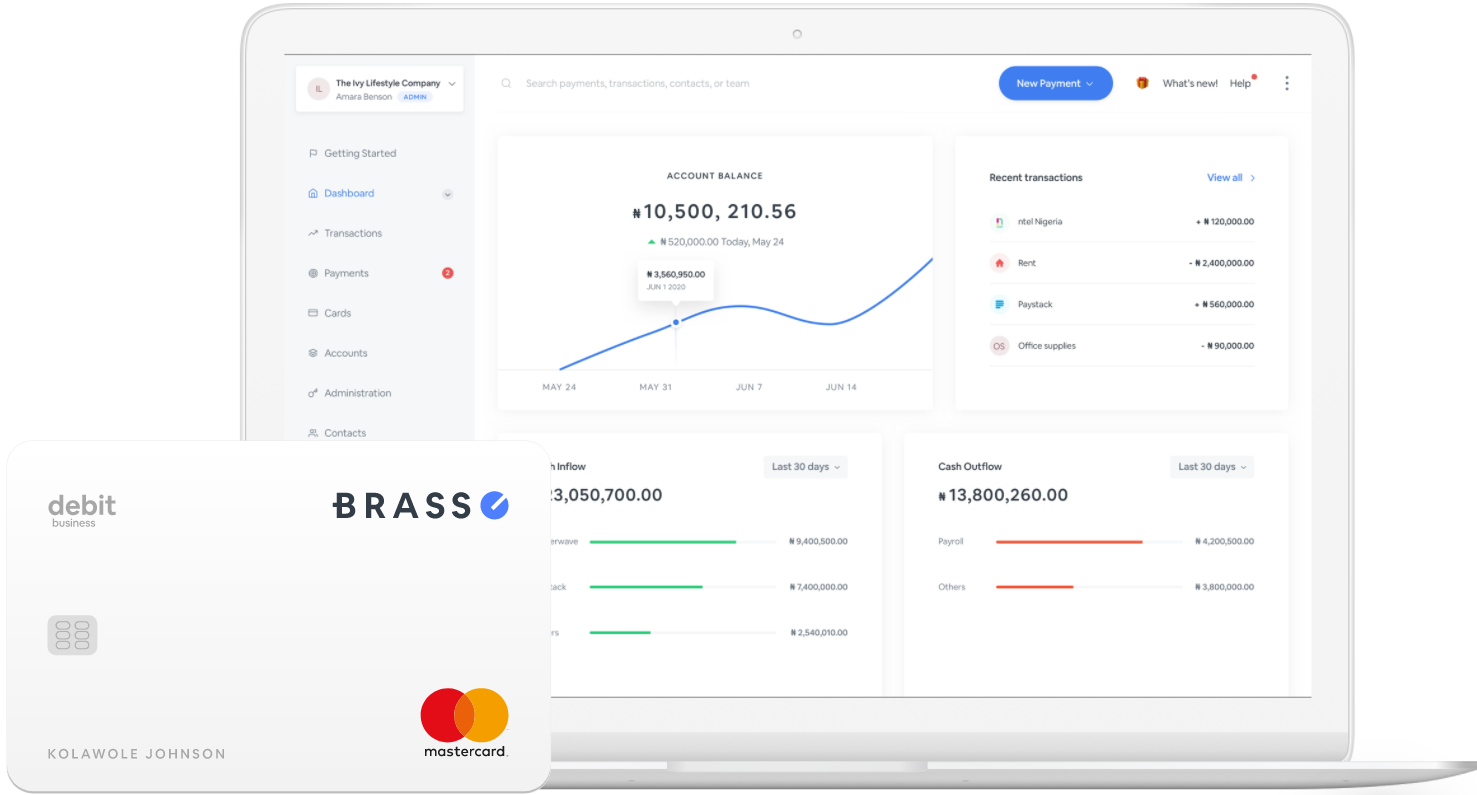 The Ivy Lifestyle Company
Amara Benson ADMIN
IL
Search payments, transactions, contacts, or team
New Payment
What's new!
Help
Getting Started
Dashboard
Transactions
Payments 2
Cards
Accounts
Administration
Contacts
ACCOUNT BALANCE
₦10,500, 210.56
₦520,000.00 Today, May 24
₦3,560,950.00
JUN 1 2020
MAY 24 MAY 31 JUN 7 JUN 14
Recent transactions View all
ntel Nigeria + ₦120,000.00
Rent - ₦2,400,000.00
Paystack + ₦560,000.00
OS Office supplies - ₦90,000.00
h Inflow Last 30 days
3,050,700.00
erwave ₦9,400,500.00
tack ₦7,400,000.00
rs ₦2,540,010.00
Cash Outflow Last 30 days
₦13,800,260.00
Payroll ₦4,200,500.00
Others ₦3,800,000.00
debit
business
BRASS
KOLAWOLE JOHNSON
mastercard.